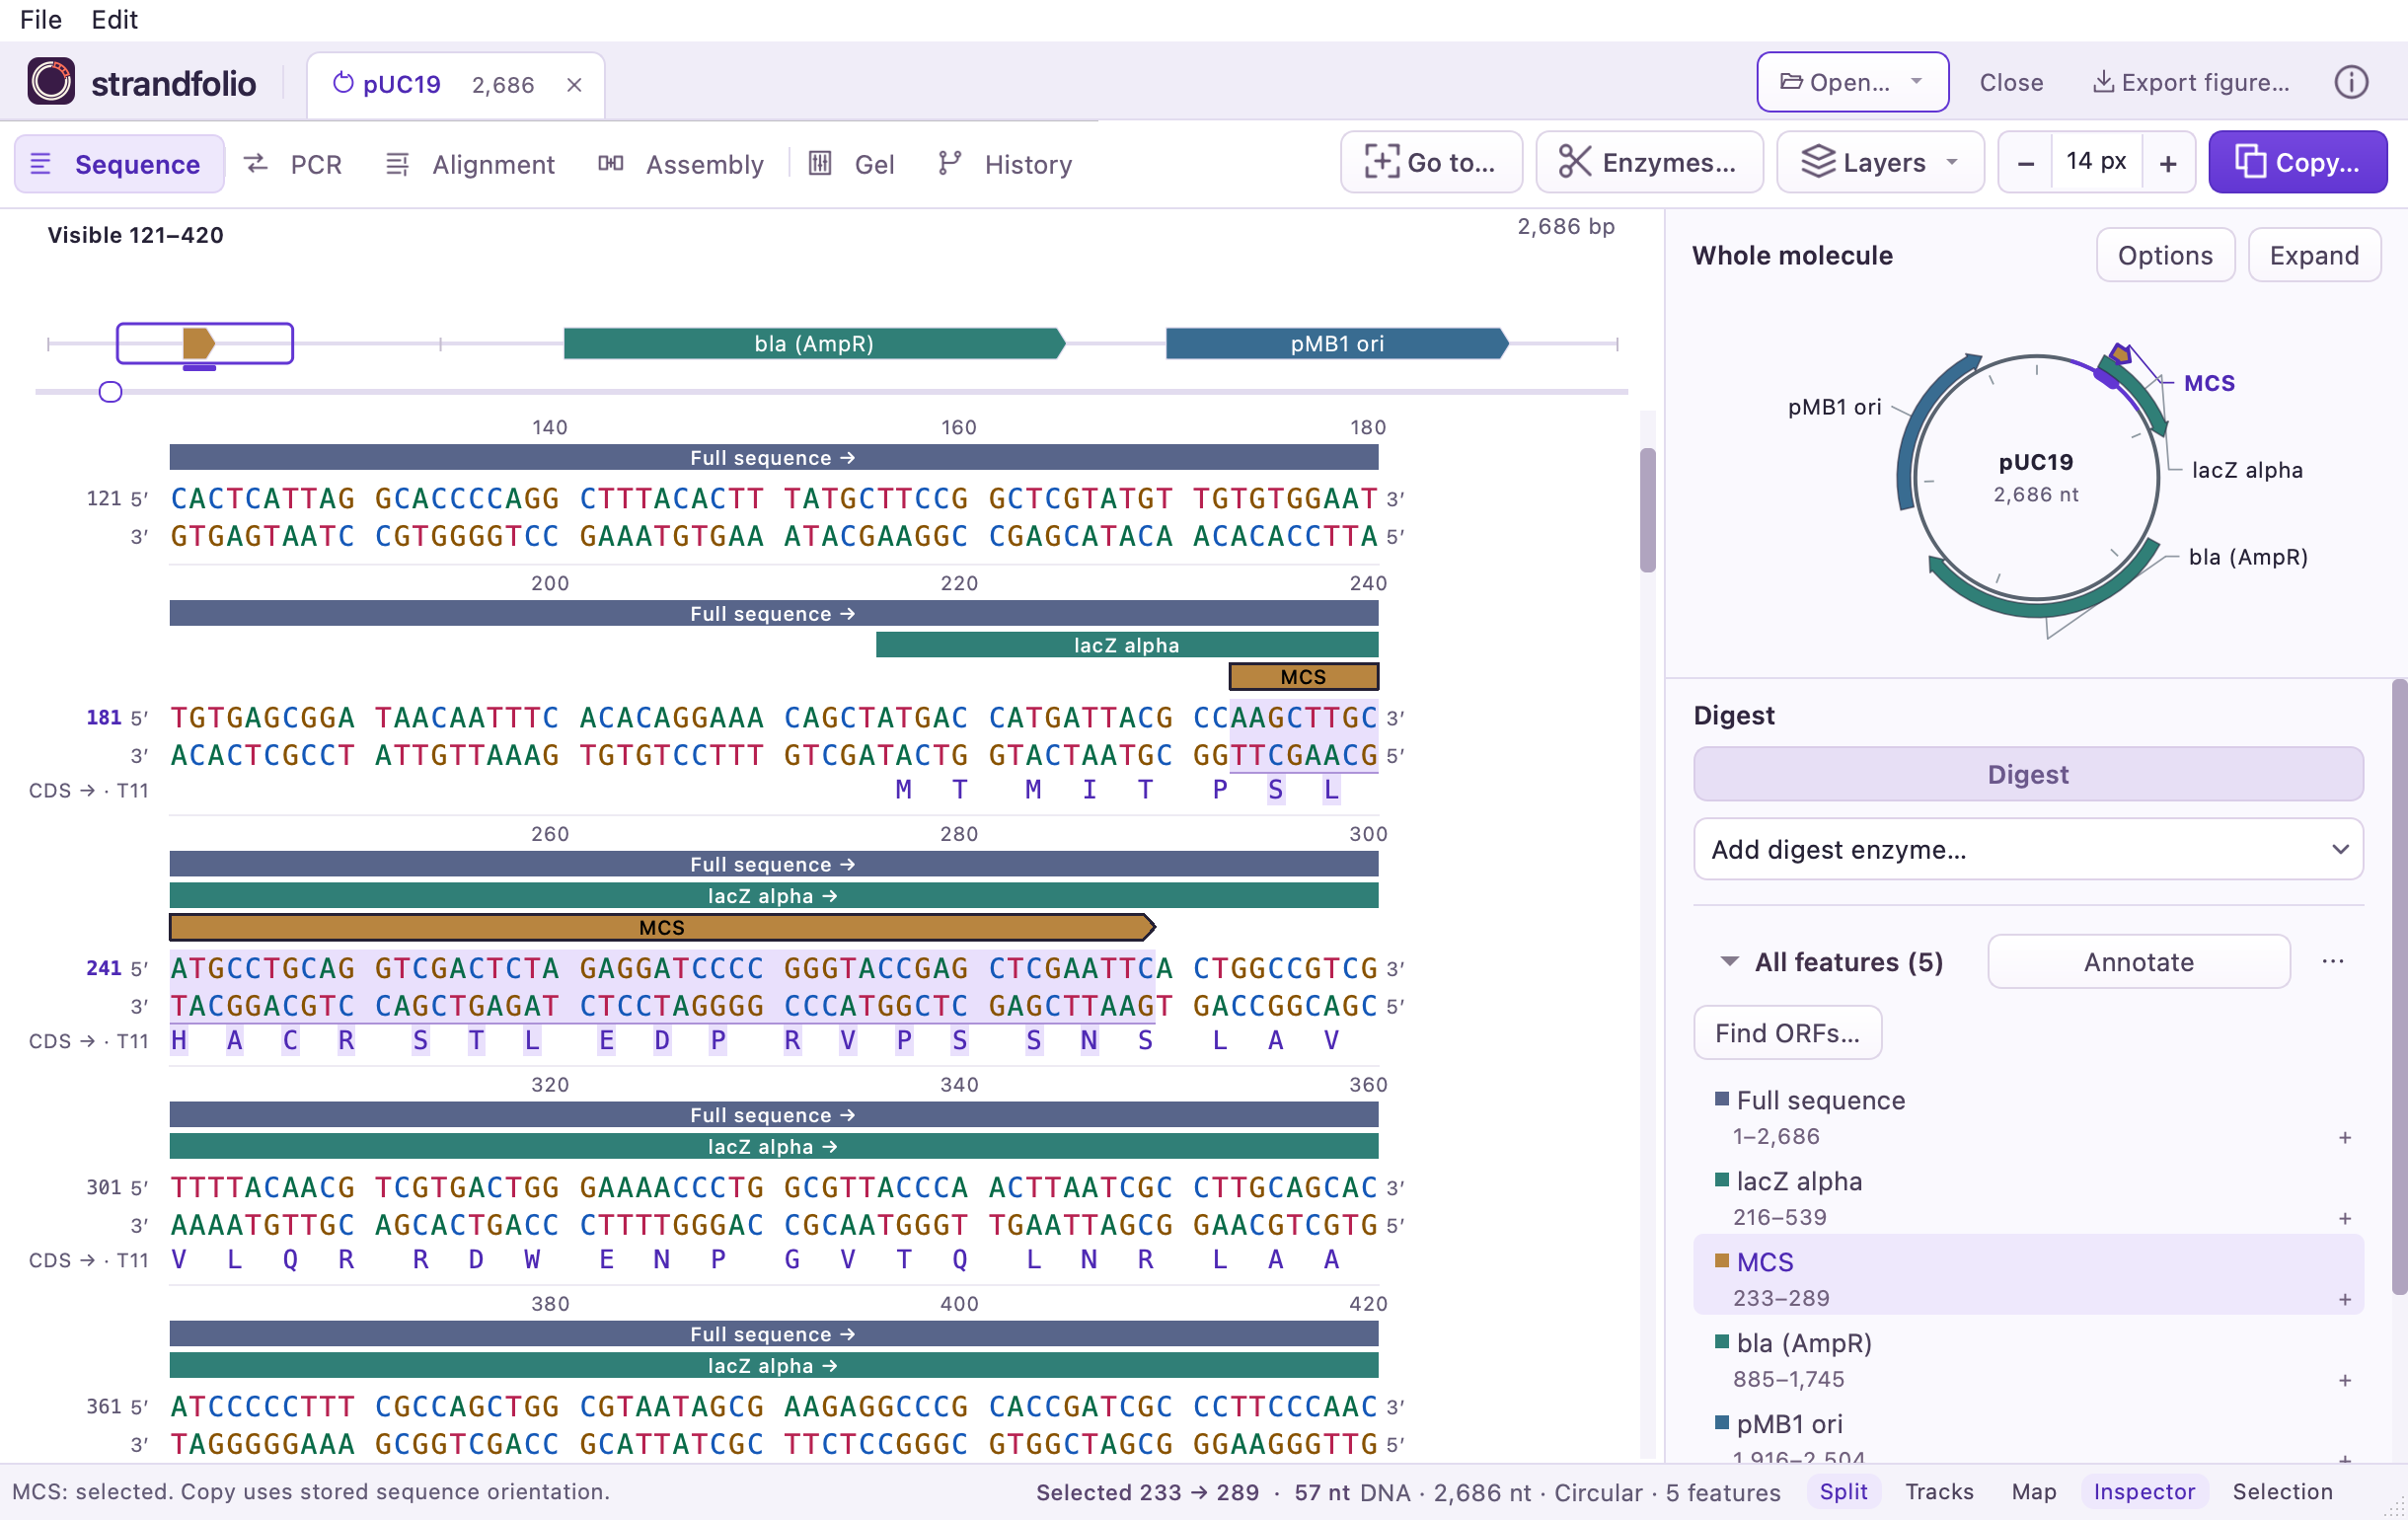 File Edit
strandfolio pUC19 2,686 × Open... Close Export figure...
Sequence PCR Alignment Assembly Gel History Go to... Enzymes... Layers − 14 px + Copy...
Visible 121–420 2,686 bp
bla (AmpR) pMB1 ori
140 160 180
Full sequence →
121 5′ CACTCATTAG GCACCCCAGG CTTTACACTT TATGCTTCCG GCTCGTATGT TGTGTGGAAT 3′
3′ GTGAGTAATC CGTGGGGTCC GAAATGTGAA ATACGAAGGC CGAGCATACA ACACACCTTA 5′
200 220 240
Full sequence →
lacZ alpha
MCS
181 5′ TGTGAGCGGA TAACAATTTC ACACAGGAAA CAGCTATGAC CATGATTACG CCAAGCTTGC 3′
3′ ACACTCGCCT ATTGTTAAAG TGTGTCCTTT GTCGATACTG GTACTAATGC GGTTCGAACG 5′
CDS → · T11 M T M I T P S L
260 280 300
Full sequence →
lacZ alpha →
MCS
241 5′ ATGCCTGCAG GTCGACTCTA GAGGATCCCC GGGTACCGAG CTCGAATTCA CTGGCCGTCG 3′
3′ TACGGACGTC CAGCTGAGAT CTCCTAGGGG CCCATGGCTC GAGCTTAAGT GACCGGCAGC 5′
CDS → · T11 H A C R S T L E D P R V P S S N S L A V
320 340 360
Full sequence →
lacZ alpha →
301 5′ TTTTACAACG TCGTGACTGG GAAAACCCTG GCGTTACCCA ACTTAATCGC CTTGCAGCAC 3′
3′ AAAATGTTGC AGCACTGACC CTTTTGGGAC CGCAATGGGT TGAATTAGCG GAACGTCGTG 5′
CDS → · T11 V L Q R R D W E N P G V T Q L N R L A A
380 400 420
Full sequence →
lacZ alpha →
361 5′ ATCCCCCTTT CGCCAGCTGG CGTAATAGCG AAGAGGCCCG CACCGATCGC CCTTCCCAAC 3′
3′ TAGGGGGAAA GCGGTCGACC GCATTATCGC TTCTCCGGGC GTGGCTAGCG GGAAGGGTTG 5′
Whole molecule Options Expand
MCS
pMB1 ori
pUC19
2,686 nt
lacZ alpha
bla (AmpR)
Digest
Digest
Add digest enzyme...
All features (5) Annotate ...
Find ORFs...
Full sequence
1–2,686 +
lacZ alpha
216–539 +
MCS
233–289 +
bla (AmpR)
885–1,745 +
pMB1 ori
1,916–2,504 +
MCS: selected. Copy uses stored sequence orientation. Selected 233 → 289 · 57 nt DNA · 2,686 nt · Circular · 5 features Split Tracks Map Inspector Selection